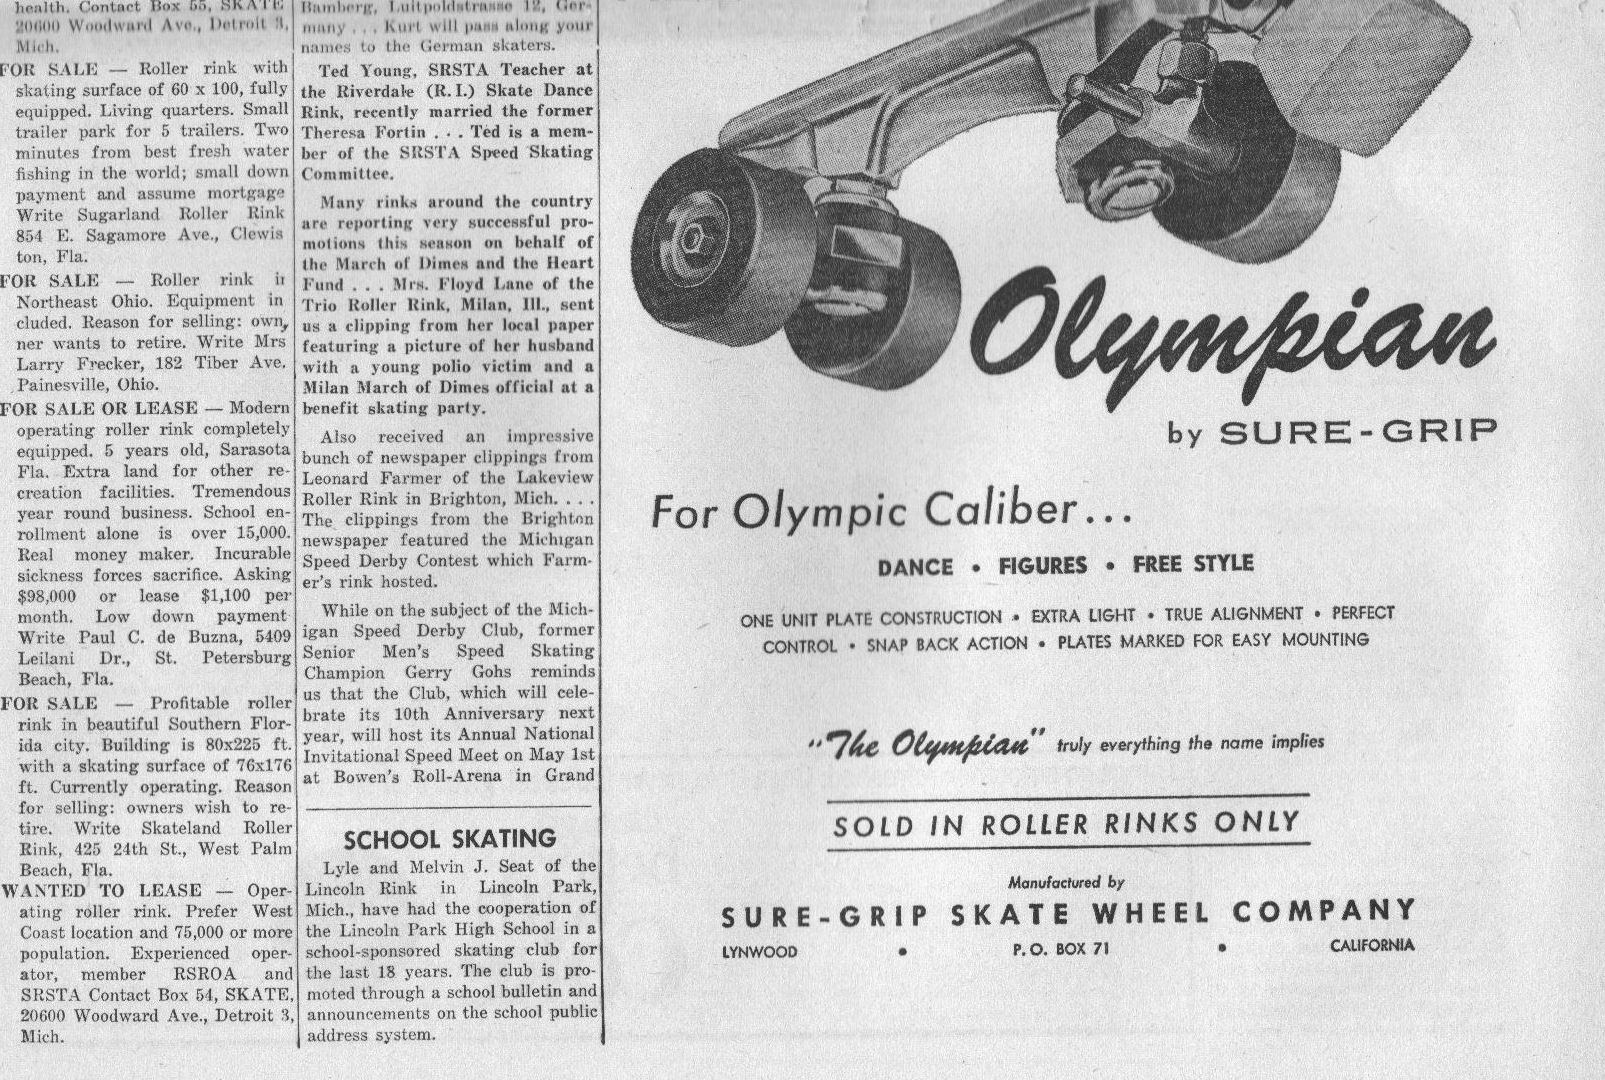 health. Contact Box 55, SKATE
20600 Woodward Ave., Detroit 3,
Mich.
FOR SALE — Roller rink with
skating surface of 60 x 100, fully
equipped. Living quarters. Small
trailer park for 5 trailers. Two
minutes from best fresh water
fishing in the world; small down
payment and assume mortgage
Write Sugarland Roller Rink
854 E. Sagamore Ave., Clewis
ton, Fla.
FOR SALE — Roller rink in
Northeast Ohio. Equipment in
cluded. Reason for selling: own,
ner wants to retire. Write Mrs
Larry Frecker, 182 Tiber Ave.
Painesville, Ohio.
FOR SALE OR LEASE — Modern
operating roller rink completely
equipped. 5 years old, Sarasota
Fla. Extra land for other re-
creation facilities. Tremendous
year round business. School en-
rollment alone is over 15,000.
Real money maker. Incurable
sickness forces sacrifice. Asking
$98,000 or lease $1,100 per
month. Low down payment
Write Paul C. de Buzna, 5409
Leilani Dr., St. Petersburg
Beach, Fla.
FOR SALE — Profitable roller
rink in beautiful Southern Flor-
ida city. Building is 80x225 ft.
with a skating surface of 76x176
ft. Currently operating. Reason
for selling: owners wish to re-
tire. Write Skateland Roller
Rink, 425 24th St., West Palm
Beach, Fla.
WANTED TO LEASE — Oper-
ating roller rink. Prefer West
Coast location and 75,000 or more
population. Experienced oper-
ator, member RSROA and
SRSTA Contact Box 54, SKATE,
20600 Woodward Ave., Detroit 3,
Mich.
Bamberg, Luitpoldstrasse 12, Ger-
many . . . Kurt will pass along your
names to the German skaters.
Ted Young, SRSTA Teacher at
the Riverdale (R.I.) Skate Dance
Rink, recently married the former
Theresa Fortin . . . Ted is a mem-
ber of the SRSTA Speed Skating
Committee.
Many rinks around the country
are reporting very successful pro-
motions this season on behalf of
the March of Dimes and the Heart
Fund . . . Mrs. Floyd Lane of the
Trio Roller Rink, Milan, Ill., sent
us a clipping from her local paper
featuring a picture of her husband
with a young polio victim and a
Milan March of Dimes official at a
benefit skating party.
Also received an impressive
bunch of newspaper clippings from
Leonard Farmer of the Lakeview
Roller Rink in Brighton, Mich. . . .
The clippings from the Brighton
newspaper featured the Michigan
Speed Derby Contest which Farm-
er's rink hosted.
While on the subject of the Mich-
igan Speed Derby Club, former
Senior Men's Speed Skating
Champion Gerry Gohs reminds
us that the Club, which will cele-
brate its 10th Anniversary next
year, will host its Annual National
Invitational Speed Meet on May 1st
at Bowen's Roll-Arena in Grand
SCHOOL SKATING
Lyle and Melvin J. Seat of the
Lincoln Rink in Lincoln Park,
Mich., have had the cooperation of
the Lincoln Park High School in a
school-sponsored skating club for
the last 18 years. The club is pro-
moted through a school bulletin and
announcements on the school public
address system.
Olympian
by SURE-GRIP
For Olympic Caliber...
DANCE • FIGURES • FREE STYLE
ONE UNIT PLATE CONSTRUCTION • EXTRA LIGHT • TRUE ALIGNMENT • PERFECT
CONTROL • SNAP BACK ACTION • PLATES MARKED FOR EASY MOUNTING
"The Olympian" truly everything the name implies
SOLD IN ROLLER RINKS ONLY
Manufactured by
SURE-GRIP SKATE WHEEL COMPANY
LYNWOOD • P.O. BOX 71 • CALIFORNIA